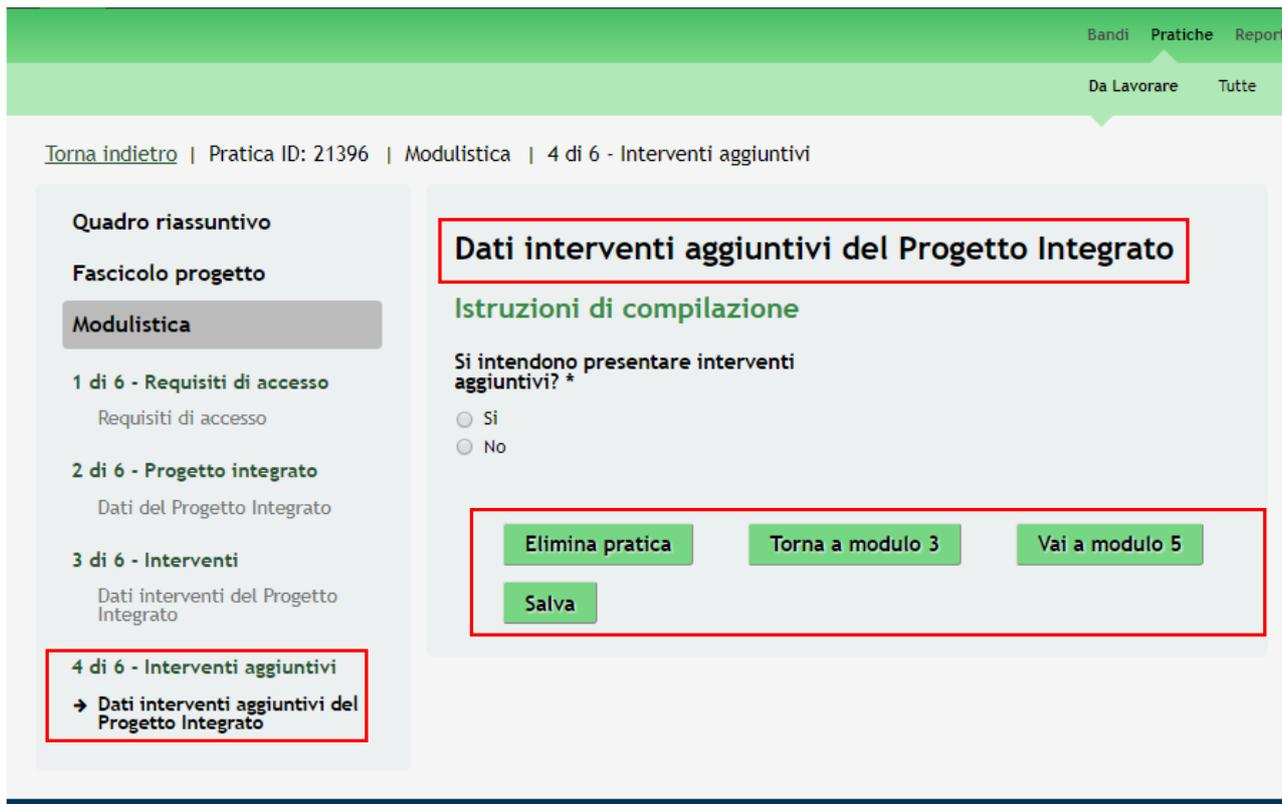 Bandi Pratiche Report
Da Lavorare Tutte
Torna indietro | Pratica ID: 21396 | Modulistica | 4 di 6 - Interventi aggiuntivi
Quadro riassuntivo
Fascicolo progetto
Modulistica
1 di 6 - Requisiti di accesso
Requisiti di accesso
2 di 6 - Progetto integrato
Dati del Progetto Integrato
3 di 6 - Interventi
Dati interventi del Progetto
Integrato
4 di 6 - Interventi aggiuntivi
→ Dati interventi aggiuntivi del
Progetto Integrato
Dati interventi aggiuntivi del Progetto Integrato
Istruzioni di compilazione
Si intendono presentare interventi
aggiuntivi? *
Si
No
Elimina pratica Torna a modulo 3 Vai a modulo 5
Salva